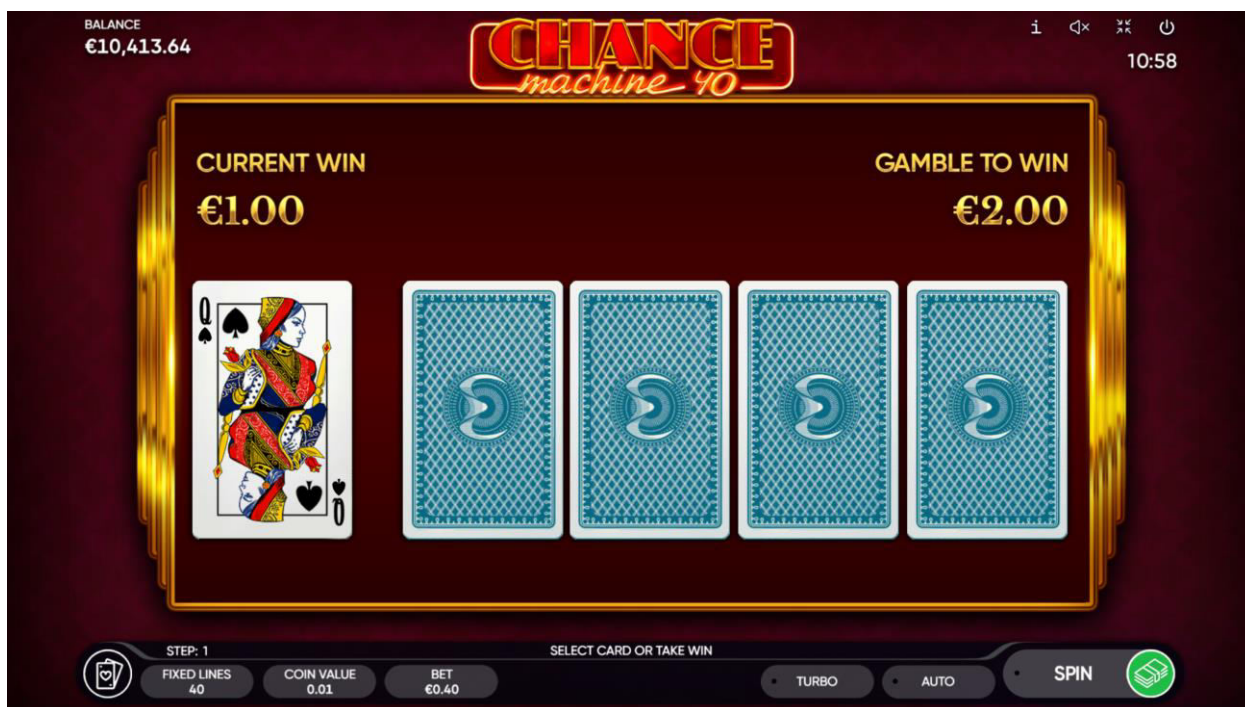 BALANCE
€10,413.64
CHANCE
machine 40
i
10:58
CURRENT WIN
€1.00
GAMBLE TO WIN
€2.00
Q
Q
STEP: 1
SELECT CARD OR TAKE WIN
FIXED LINES
40
COIN VALUE
0.01
BET
€0.40
TURBO
AUTO
SPIN